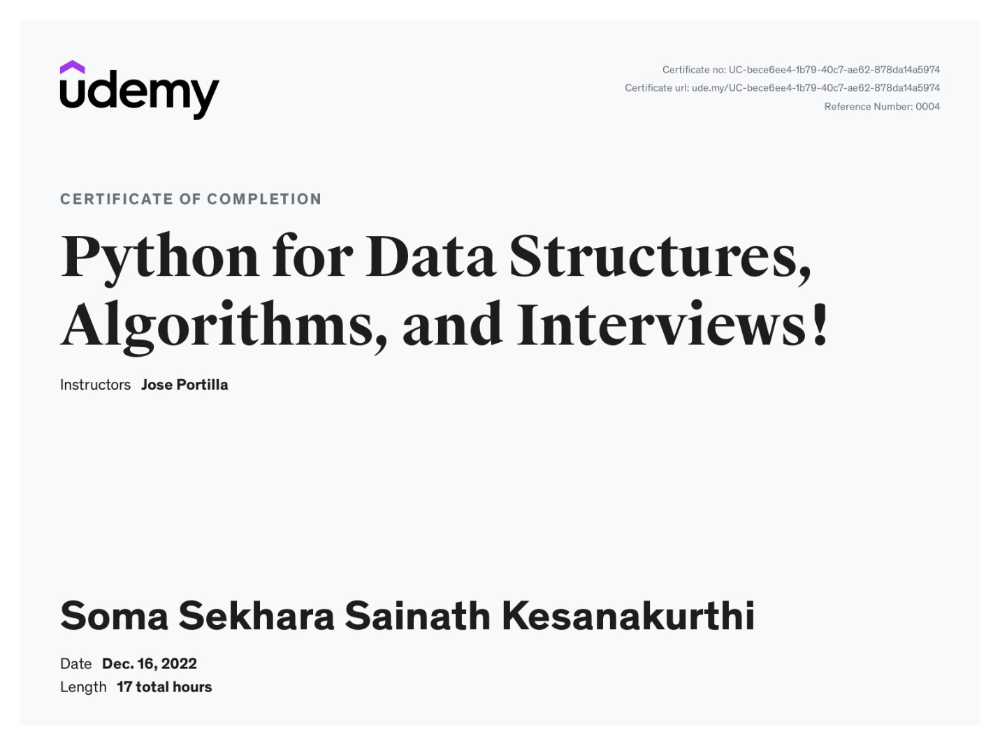 udemy
Certificate no: UC-bece6ee4-1b79-40c7-ae62-878da14a5974
Certificate url: ude.my/UC-bece6ee4-1b79-40c7-ae62-878da14a5974
Reference Number: 0004
CERTIFICATE OF COMPLETION
Python for Data Structures,
Algorithms, and Interviews!
Instructors Jose Portilla
Soma Sekhara Sainath Kesanakurthi
Date Dec. 16, 2022
Length 17 total hours